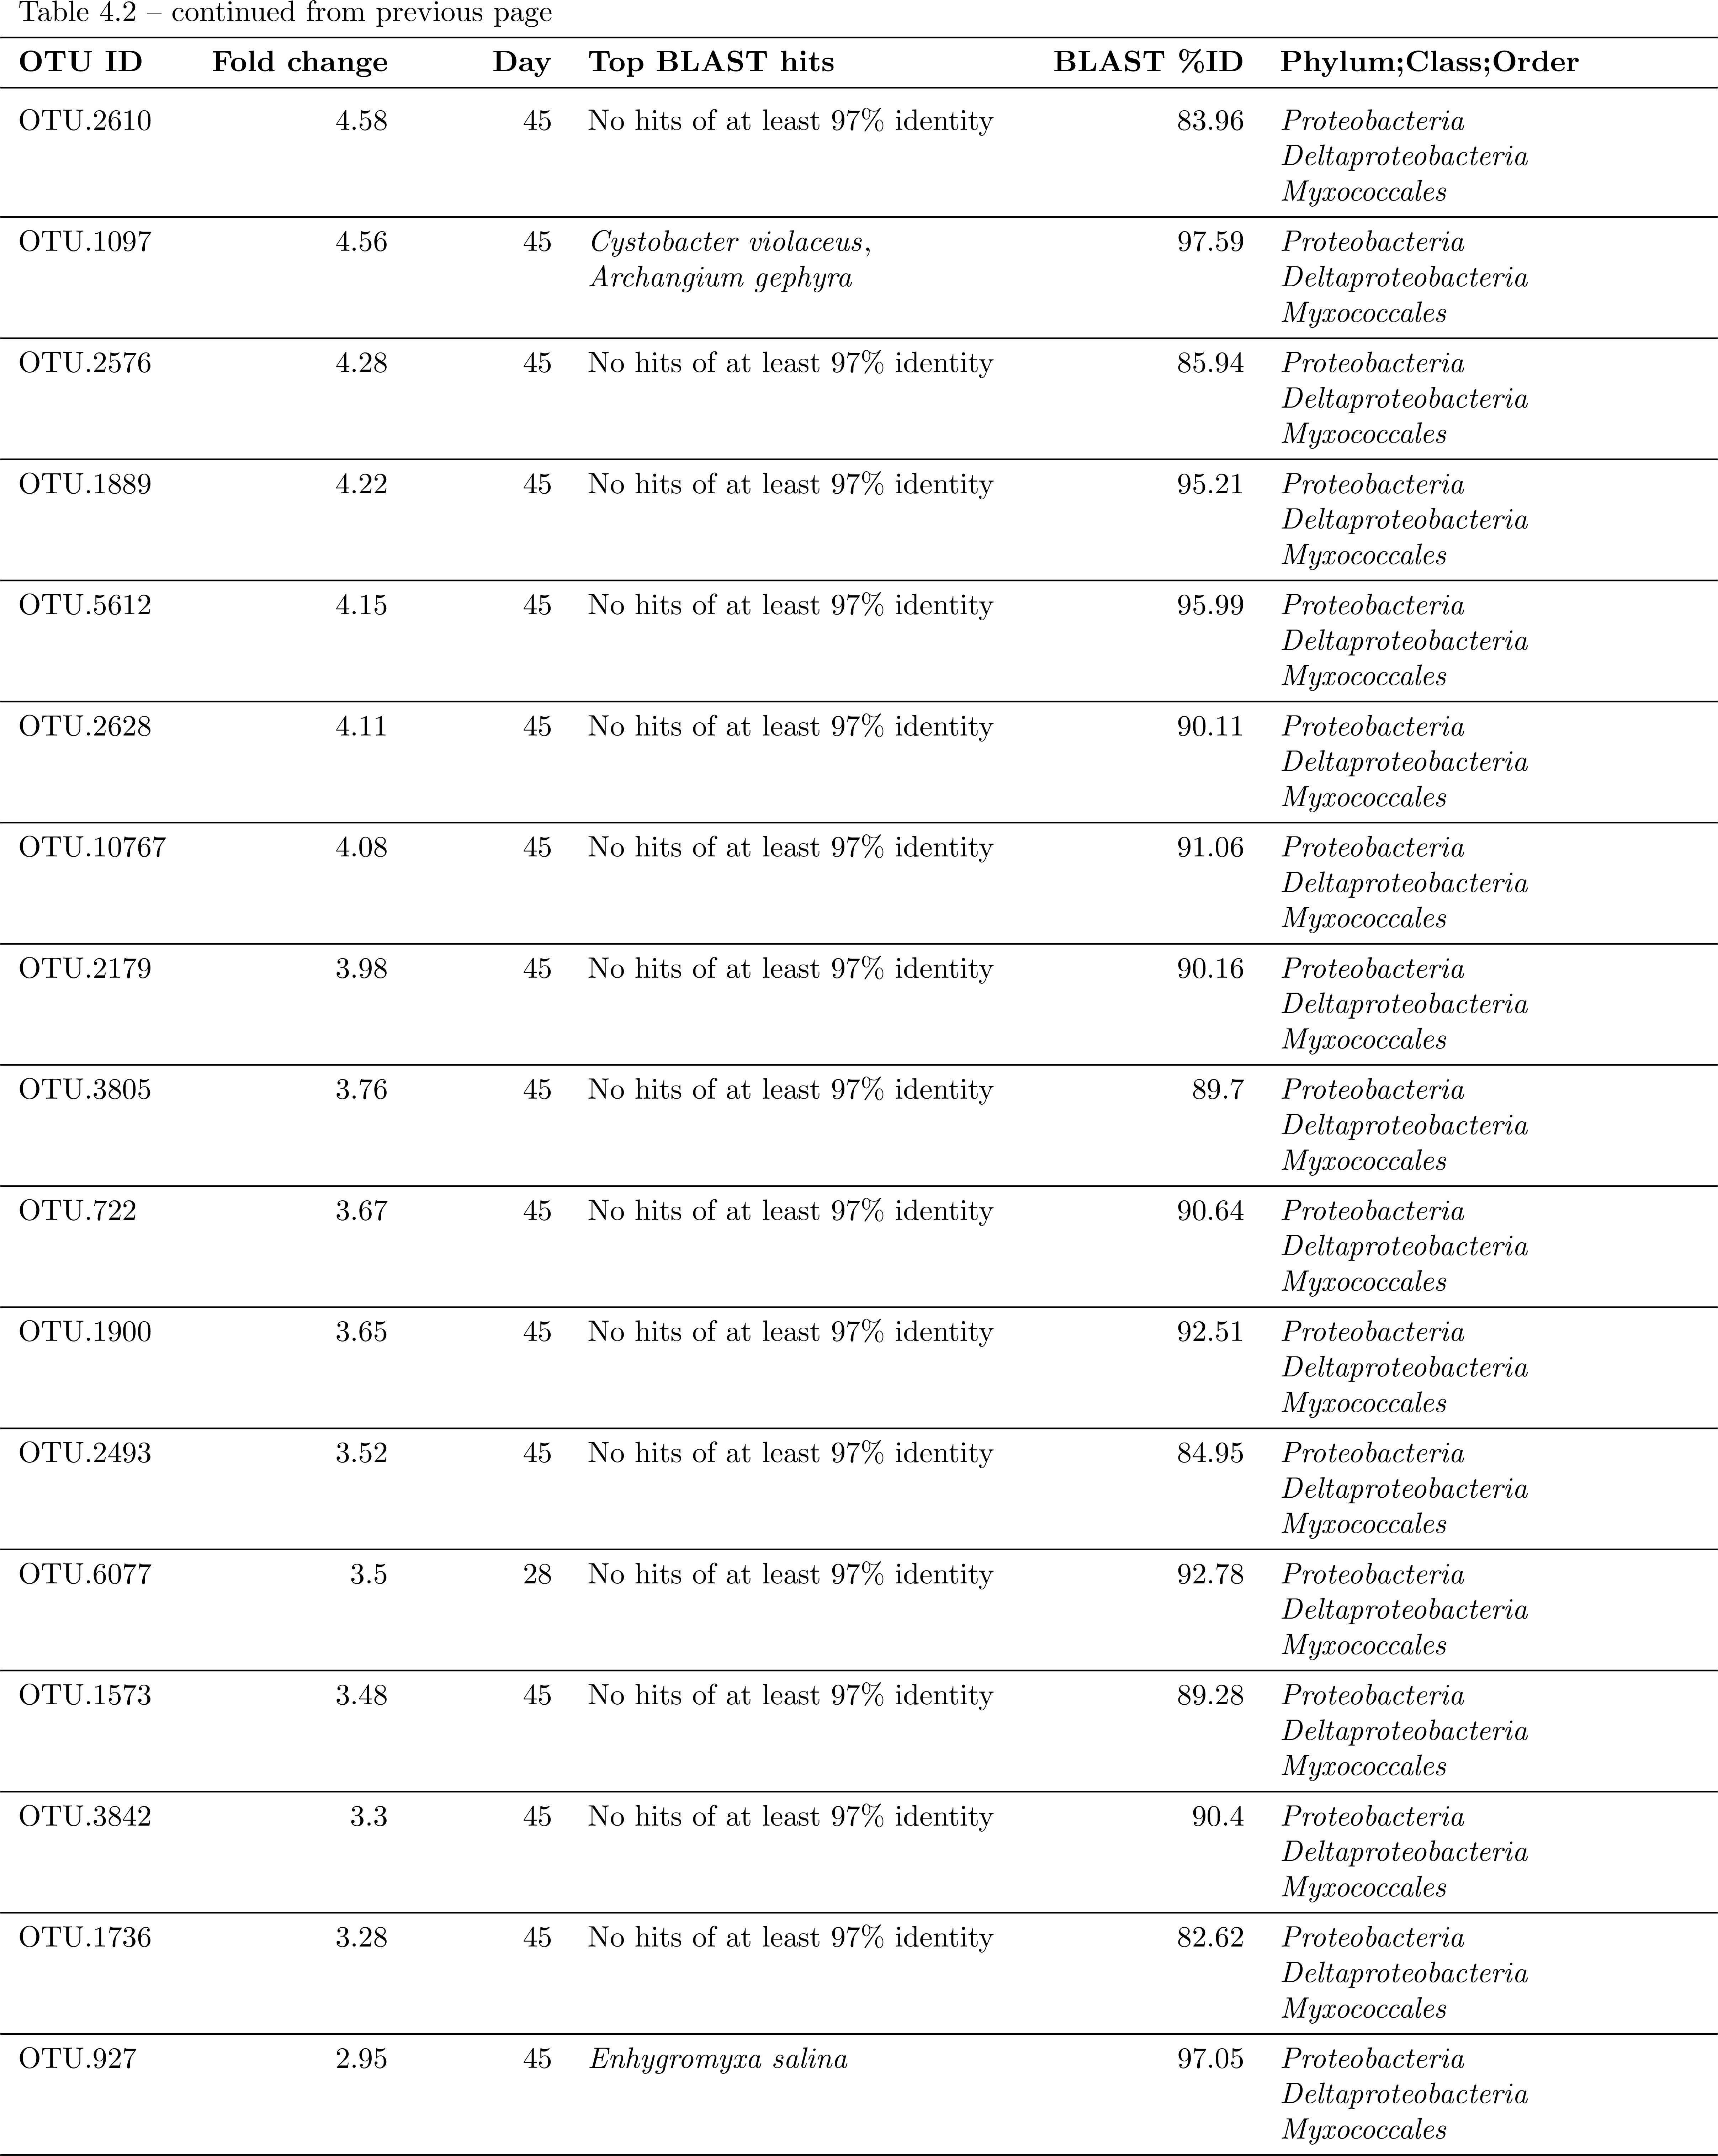 Table 4.2 – continued from previous page
OTU ID Fold change Day Top BLAST hits BLAST %ID Phylum;Class;Order
OTU.2610 4.58 45 No hits of at least 97% identity 83.96 Proteobacteria
Deltaproteobacteria
Myxococcales
OTU.1097 4.56 45 Cystobacter violaceus, 97.59 Proteobacteria
Archangium gephyra Deltaproteobacteria
Myxococcales
OTU.2576 4.28 45 No hits of at least 97% identity 85.94 Proteobacteria
Deltaproteobacteria
Myxococcales
OTU.1889 4.22 45 No hits of at least 97% identity 95.21 Proteobacteria
Deltaproteobacteria
Myxococcales
OTU.5612 4.15 45 No hits of at least 97% identity 95.99 Proteobacteria
Deltaproteobacteria
Myxococcales
OTU.2628 4.11 45 No hits of at least 97% identity 90.11 Proteobacteria
Deltaproteobacteria
Myxococcales
OTU.10767 4.08 45 No hits of at least 97% identity 91.06 Proteobacteria
Deltaproteobacteria
Myxococcales
OTU.2179 3.98 45 No hits of at least 97% identity 90.16 Proteobacteria
Deltaproteobacteria
Myxococcales
OTU.3805 3.76 45 No hits of at least 97% identity 89.7 Proteobacteria
Deltaproteobacteria
Myxococcales
OTU.722 3.67 45 No hits of at least 97% identity 90.64 Proteobacteria
Deltaproteobacteria
Myxococcales
OTU.1900 3.65 45 No hits of at least 97% identity 92.51 Proteobacteria
Deltaproteobacteria
Myxococcales
OTU.2493 3.52 45 No hits of at least 97% identity 84.95 Proteobacteria
Deltaproteobacteria
Myxococcales
OTU.6077 3.5 28 No hits of at least 97% identity 92.78 Proteobacteria
Deltaproteobacteria
Myxococcales
OTU.1573 3.48 45 No hits of at least 97% identity 89.28 Proteobacteria
Deltaproteobacteria
Myxococcales
OTU.3842 3.3 45 No hits of at least 97% identity 90.4 Proteobacteria
Deltaproteobacteria
Myxococcales
OTU.1736 3.28 45 No hits of at least 97% identity 82.62 Proteobacteria
Deltaproteobacteria
Myxococcales
OTU.927 2.95 45 Enhygromyxa salina 97.05 Proteobacteria
Deltaproteobacteria
Myxococcales